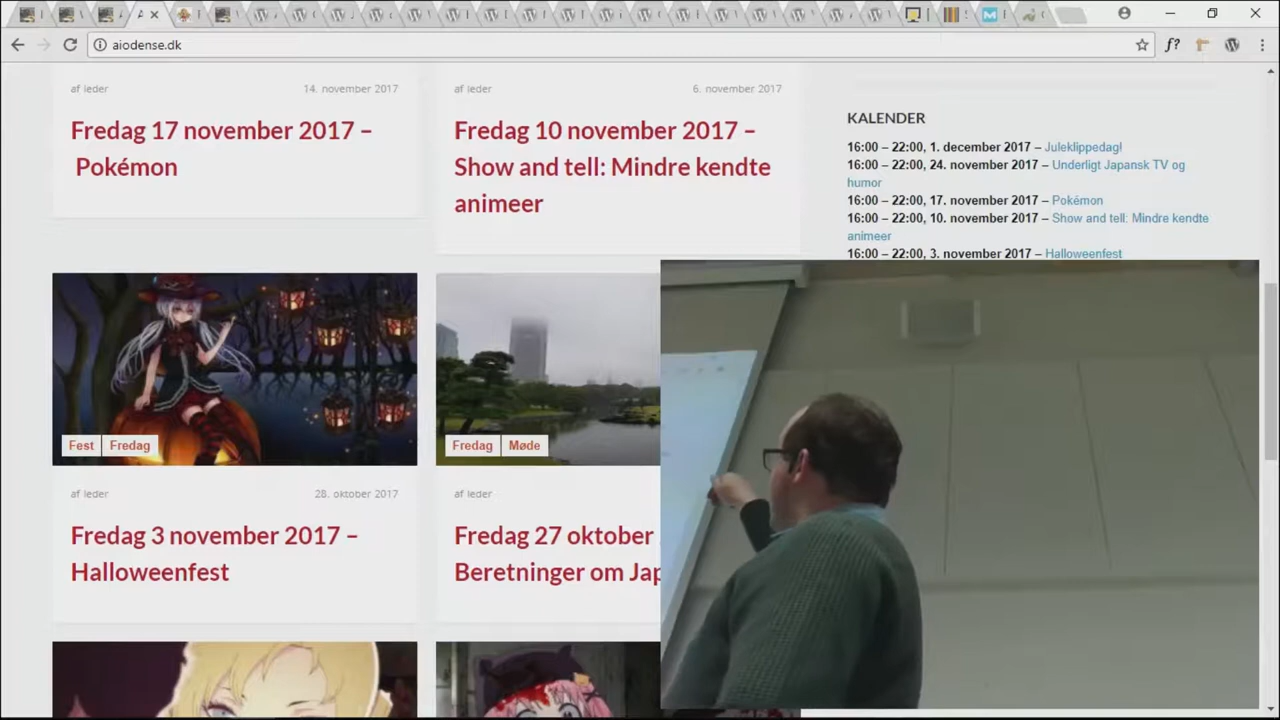 aiodense.dk
af leder
14. november 2017
Fredag 17 november 2017 –
Pokémon
af leder
6. november 2017
Fredag 10 november 2017 –
Show and tell: Mindre kendte
animeer
KALENDER
16:00 – 22:00, 1. december 2017 – Juleklippedag!
16:00 – 22:00, 24. november 2017 – Underligt Japansk TV og
humor
16:00 – 22:00, 17. november 2017 – Pokémon
16:00 – 22:00, 10. november 2017 – Show and tell: Mindre kendte
animeer
16:00 – 22:00, 3. november 2017 – Halloweenfest
Fest Fredag
af leder
28. oktober 2017
Fredag 3 november 2017 –
Halloweenfest
Fredag Møde
af leder
Fredag 27 oktober
Beretninger om